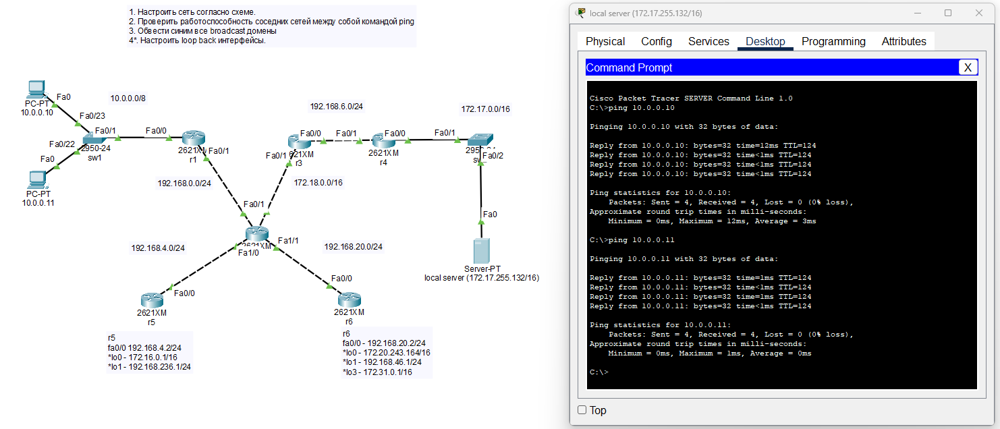 1. Настроить сеть согласно схеме.
2. Проверить работоспособность соседних сетей между собой командой ping
3. Обвести синим все broadcast домены
4*. Настроить loop back интерфейсы.
PC-PT
10.0.0.10
Fa0
Fa0/23
10.0.0.0/8
Fa0/1
Fa0/0
Fa0/22
2950-24
sw1
Fa0
PC-PT
10.0.0.11
2621XM
r1
Fa0/1
192.168.0.0/24
192.168.6.0/24
Fa0/0
Fa0/1
Fa0/0
Fa0/1
r3
2621XM
r4
172.17.0.0/16
Fa0/1
Fa0/2
172.18.0.0/16
Fa0/1
Fa0
Server-PT
local server (172.17.255.132/16)
2621XM
Fa1/0
Fa1/1
192.168.4.0/24
192.168.20.0/24
Fa0/0
2621XM
r5
Fa0/0
2621XM
r6
r5
fa0/0 192.168.4.2/24
*lo0 - 172.16.0.1/16
*lo1 - 192.168.236.1/24
r6
fa0/0 - 192.168.20.2/24
*lo0 - 172.20.243.164/16
*lo1 - 192.168.46.1/24
*lo3 - 172.31.0.1/16
local server (172.17.255.132/16)
Physical Config Services Desktop Programming Attributes
Command Prompt
X
Cisco Packet Tracer SERVER Command Line 1.0
C:\>ping 10.0.0.10
Pinging 10.0.0.10 with 32 bytes of data:
Reply from 10.0.0.10: bytes=32 time=12ms TTL=124
Reply from 10.0.0.10: bytes=32 time<1ms TTL=124
Reply from 10.0.0.10: bytes=32 time<1ms TTL=124
Reply from 10.0.0.10: bytes=32 time<1ms TTL=124
Ping statistics for 10.0.0.10:
Packets: Sent = 4, Received = 4, Lost = 0 (0% loss),
Approximate round trip times in milli-seconds:
Minimum = 0ms, Maximum = 12ms, Average = 3ms
C:\>ping 10.0.0.11
Pinging 10.0.0.11 with 32 bytes of data:
Reply from 10.0.0.11: bytes=32 time=1ms TTL=124
Reply from 10.0.0.11: bytes=32 time<1ms TTL=124
Reply from 10.0.0.11: bytes=32 time=1ms TTL=124
Reply from 10.0.0.11: bytes=32 time<1ms TTL=124
Ping statistics for 10.0.0.11:
Packets: Sent = 4, Received = 4, Lost = 0 (0% loss),
Approximate round trip times in milli-seconds:
Minimum = 0ms, Maximum = 1ms, Average = 0ms
C:\>
Top